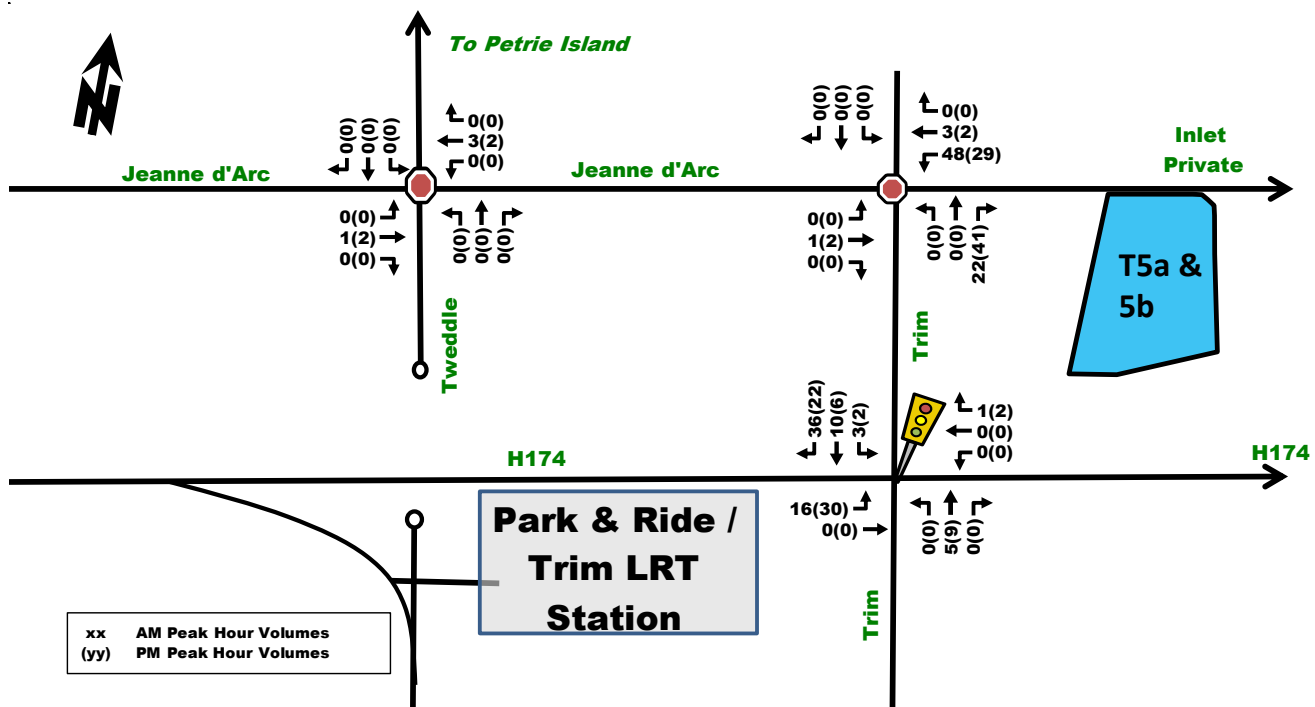 To Petrie Island
0(0)
0(0)
0(0)
0(0)
3(2)
0(0)
0(0)
0(0)
0(0)
0(0)
3(2)
48(29)
Inlet
Private
Jeanne d'Arc
Jeanne d'Arc
0(0)
1(2)
0(0)
0(0)
0(0)
0(0)
0(0)
1(2)
0(0)
0(0)
0(0)
22(41)
T5a &
5b
Tweddle
Trim
36(22)
10(6)
3(2)
1(2)
0(0)
0(0)
H174
H174
Park & Ride /
Trim LRT
Station
16(30)
0(0)
0(0)
5(9)
0(0)
Trim
xx AM Peak Hour Volumes
(yy) PM Peak Hour Volumes
N